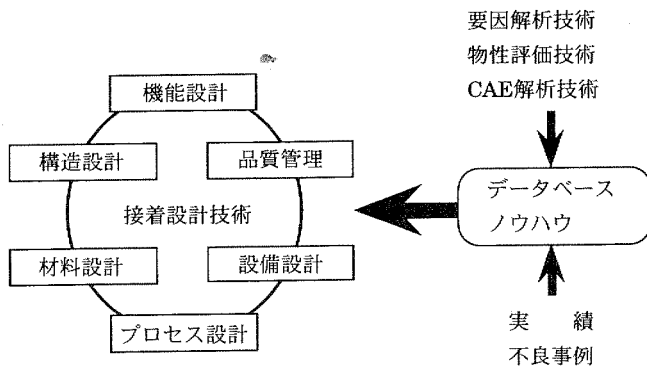 要因解析技術
物性評価技術
CAE解析技術
機能設計
構造設計
品質管理
接着設計技術
データベース
ノウハウ
材料設計
設備設計
プロセス設計
実　　績
不良事例